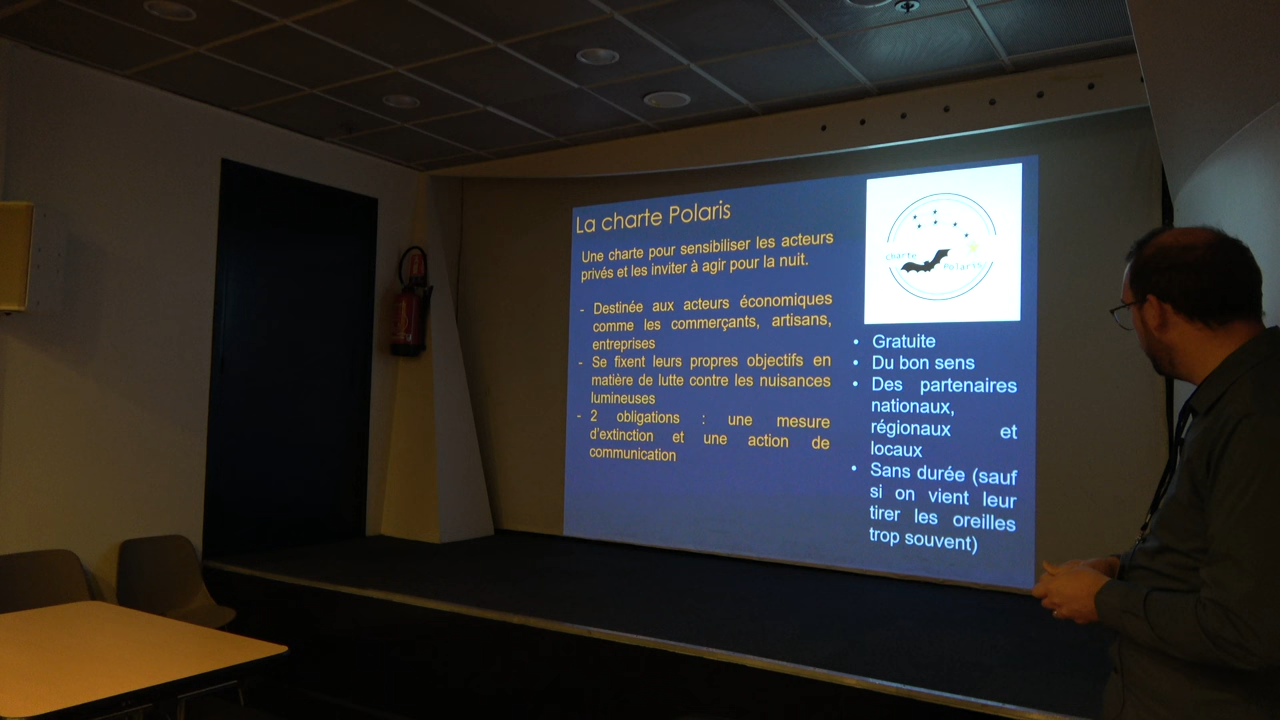 La charte Polaris
Une charte pour sensibiliser les acteurs
privés et les inviter à agir pour la nuit.
- Destinée aux acteurs économiques
comme les commerçants, artisans,
entreprises
- Se fixent leurs propres objectifs en
matière de lutte contre les nuisances
lumineuses
- 2 obligations : une mesure
d'extinction et une action de
communication
charte
Polaris
• Gratuite
• Du bon sens
• Des partenaires
nationaux,
régionaux et
locaux
• Sans durée (sauf
si on vient leur
tirer les oreilles
trop souvent)